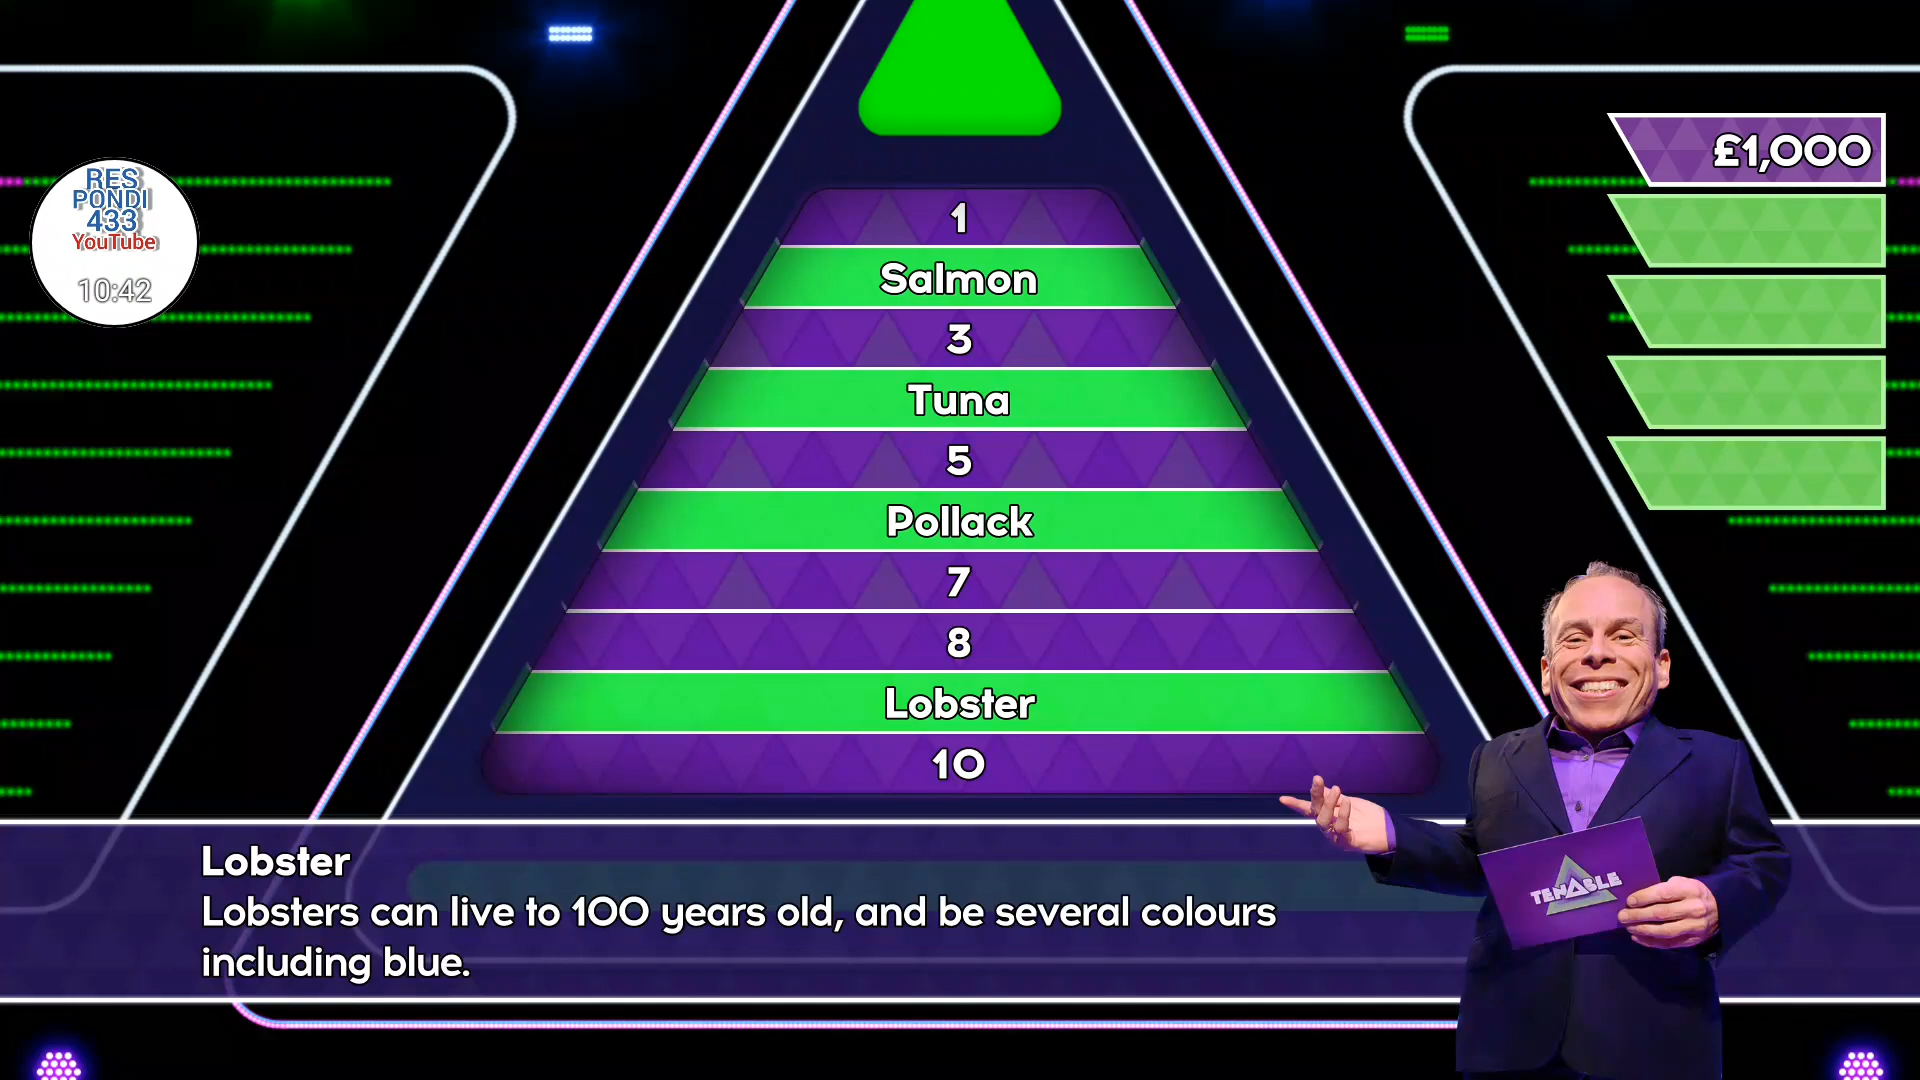 RES
PONDI
433
YouTube
10:42
£1,000
1
Salmon
3
Tuna
5
Pollack
7
8
Lobster
10
Lobster
Lobsters can live to 100 years old, and be several colours
including blue.
TENABLE